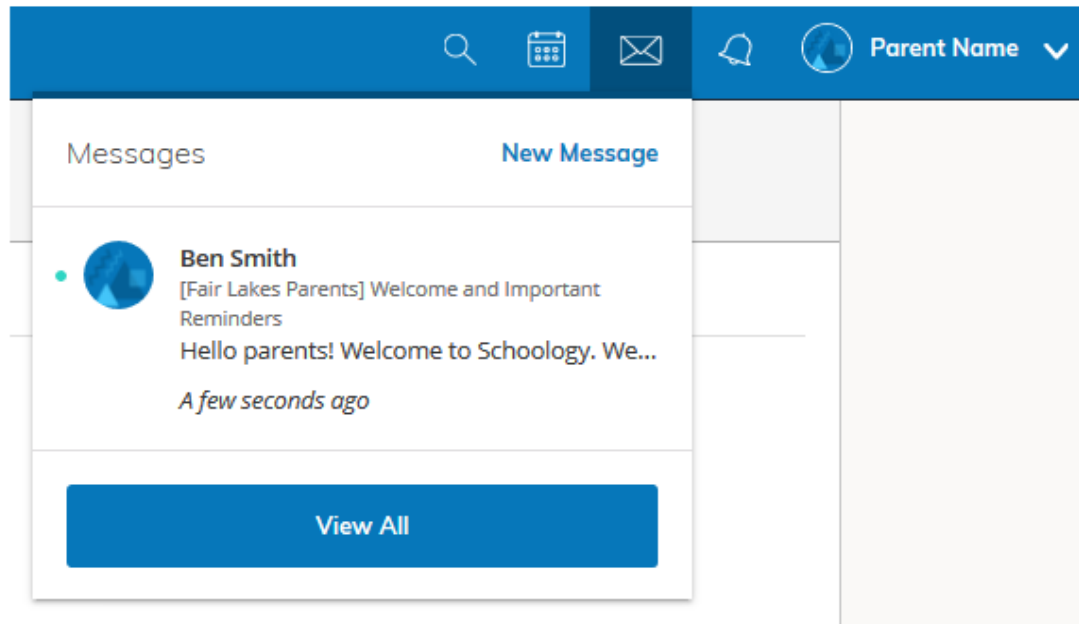 Parent Name
Messages
New Message
Ben Smith
[Fair Lakes Parents] Welcome and Important
Reminders
Hello parents! Welcome to Schoology. We...
A few seconds ago
View All